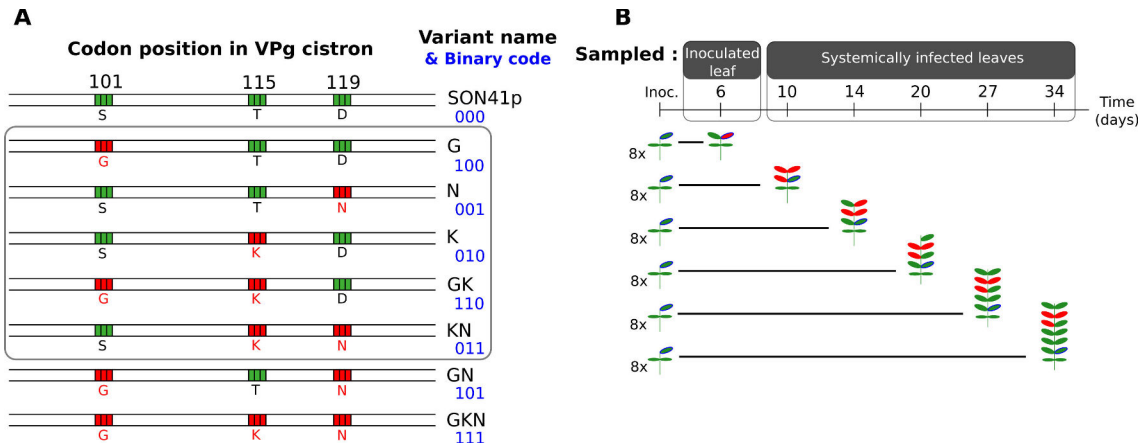 A
Codon position in VPg cistron
Variant name
& Binary code
101 115 119
SON41p
S T D
000
G
G T D
100
N
S T N
001
K
S K D
010
GK
G K D
110
KN
S K N
011
GN
G T N
101
GKN
G K N
111
B
Sampled :
Inoculated
leaf
Systemically infected leaves
Inoc. 6 10 14 20 27 34
Time
(days)
8x
8x
8x
8x
8x
8x